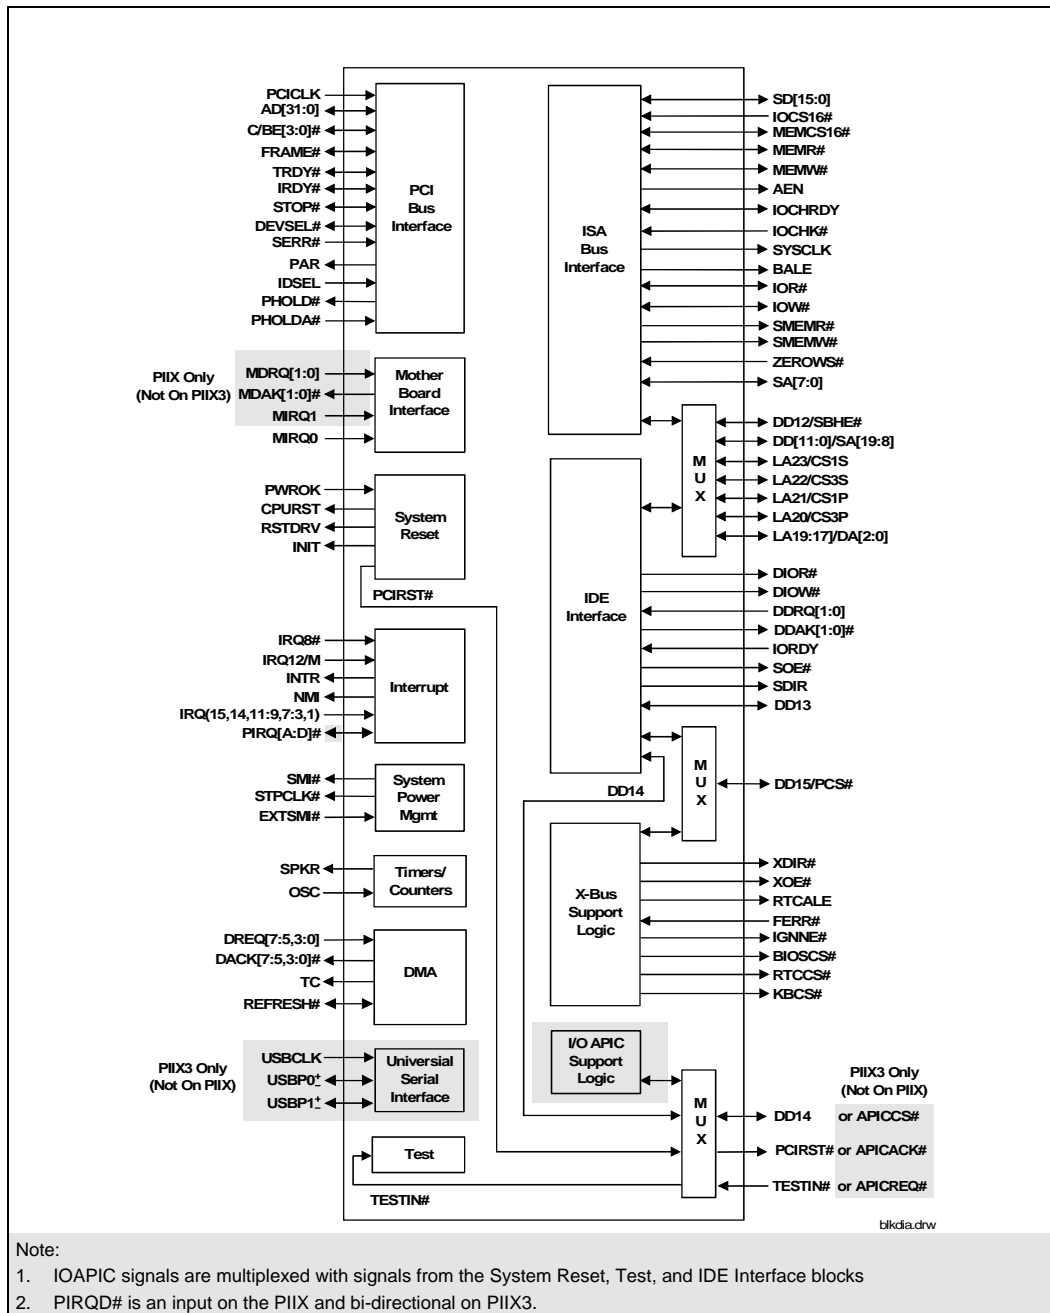 PCICLK
AD[31:0]
C/BE[3:0]#
FRAME#
TRDY#
IRDY#
STOP#
DEVSEL#
SERR#
PAR
IDSEL
PHOLD#
PHOLDA#
PCI
Bus
Interface
PIIX Only
(Not On PIIX3)
MDRQ[1:0]
MDAK[1:0]#
MIRQ1
MIRQ0
Mother
Board
Interface
PWROK
CPURST
RSTDRV
INIT
System
Reset
PCIRST#
IRQ8#
IRQ12/M
INTR
NMI
IRQ(15,14,11:9,7:3,1)
PIRQ[A:D]#
Interrupt
SMI#
STPCLK#
EXTSMI#
System
Power
Mgmt
SPKR
OSC
Timers/
Counters
DREQ[7:5,3:0]
DACK[7:5,3:0]#
TC
REFRESH#
DMA
PIIX3 Only
(Not On PIIX)
USBCLK
USBP0+-
USBP1+-
Universial
Serial
Interface
Test
TESTIN#
ISA
Bus
Interface
SD[15:0]
IOCS16#
MEMCS16#
MEMR#
MEMW#
AEN
IOCHRDY
IOCHK#
SYSCLK
BALE
IOR#
IOW#
SMEMR#
SMEMW#
ZEROWS#
SA[7:0]
M
U
X
DD12/SBHE#
DD[11:0]/SA[19:8]
LA23/CS1S
LA22/CS3S
LA21/CS1P
LA20/CS3P
LA19:17]/DA[2:0]
IDE
Interface
DIOR#
DIOW#
DDRQ[1:0]
DDAK[1:0]#
IORDY
SOE#
SDIR
DD13
DD14
M
U
X
DD15/PCS#
X-Bus
Support
Logic
XDIR#
XOE#
RTCALE
FERR#
IGNNE#
BIOSCS#
RTCCS#
KBCS#
I/O APIC
Support
Logic
M
U
X
PIIX3 Only
(Not On PIIX)
DD14 or APICCS#
PCIRST# or APICACK#
TESTIN# or APICREQ#
blkdia.drw
Note:
1. IOAPIC signals are multiplexed with signals from the System Reset, Test, and IDE Interface blocks
2. PIRQD# is an input on the PIIX and bi-directional on PIIX3.